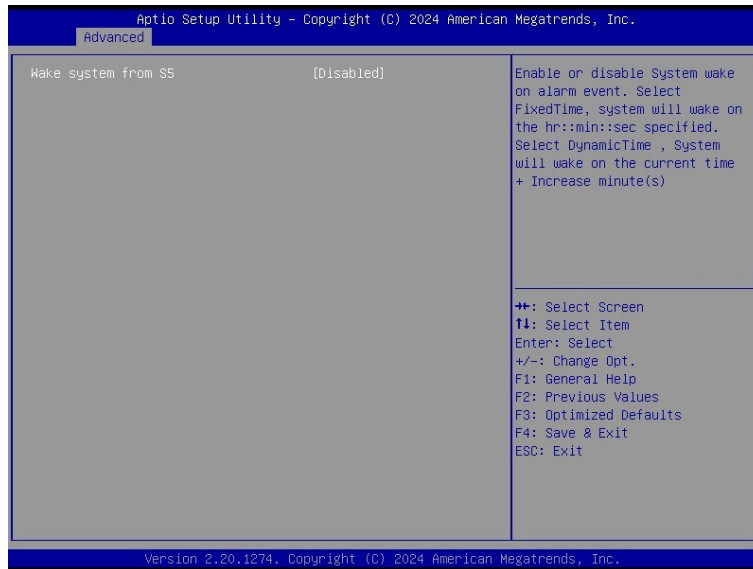 Aptio Setup Utility – Copyright (C) 2024 American Megatrends, Inc.
Advanced
Wake system from S5 [Disabled]
Enable or disable System wake
on alarm event. Select
FixedTime, system will wake on
the hr::min::sec specified.
Select DynamicTime , System
will wake on the current time
+ Increase minute(s)
→←: Select Screen
↑↓: Select Item
Enter: Select
+/-: Change Opt.
F1: General Help
F2: Previous Values
F3: Optimized Defaults
F4: Save & Exit
ESC: Exit
Version 2.20.1274. Copyright (C) 2024 American Megatrends, Inc.